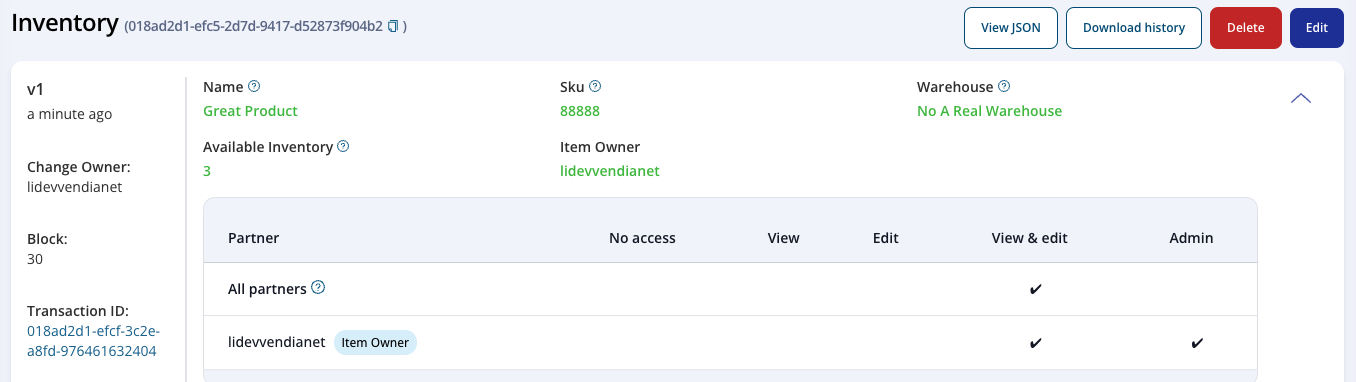 Inventory (018ad2d1-efc5-2d7d-9417-d52873f904b2 )
View JSON
Download history
Delete
Edit
v1
a minute ago
Change Owner:
lidevvendianet
Block:
30
Transaction ID:
018ad2d1-efcf-3c2e-
a8fd-976461632404
Name
Great Product
Sku
88888
Warehouse
No A Real Warehouse
Available Inventory
3
Item Owner
lidevvendianet
Partner No access View Edit View & edit Admin
All partners ✔
lidevvendianet Item Owner ✔ ✔